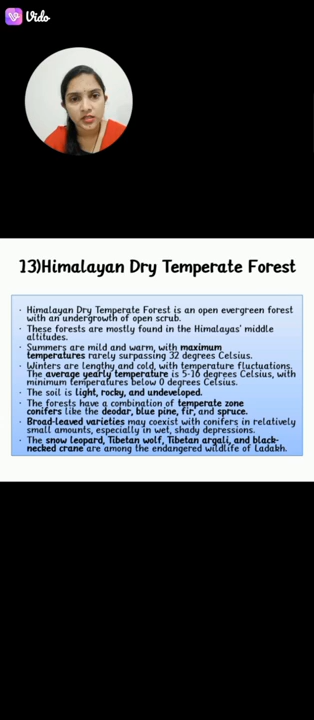 Vido
13)Himalayan Dry Temperate Forest
· Himalayan Dry Temperate Forest is an open evergreen forest
with an undergrowth of open scrub.
· These forests are mostly found in the Himalayas' middle
altitudes.
· Summers are mild and warm, with maximum
temperatures rarely surpassing 32 degrees Celsius.
· Winters are lengthy and cold, with temperature fluctuations.
The average yearly temperature is 5-16 degrees Celsius, with
minimum temperatures below 0 degrees Celsius.
· The soil is light, rocky, and undeveloped.
· The forests have a combination of temperate zone
conifers like the deodar, blue pine, fir, and spruce.
· Broad-leaved varieties may coexist with conifers in relatively
small amounts, especially in wet, shady depressions.
· The snow leopard, Tibetan wolf, Tibetan argali, and black-
necked crane are among the endangered wildlife of Ladakh.